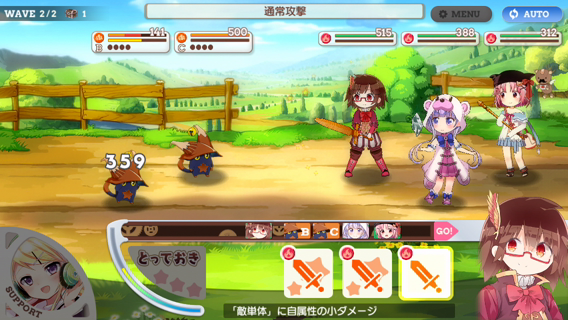 WAVE 2/2 1
通常攻撃
MENU
AUTO
B 141
C 500
515
388
312
359
B
C
GO!
SUPPORT
とっておき
「敵単体」に自属性の小ダメージ